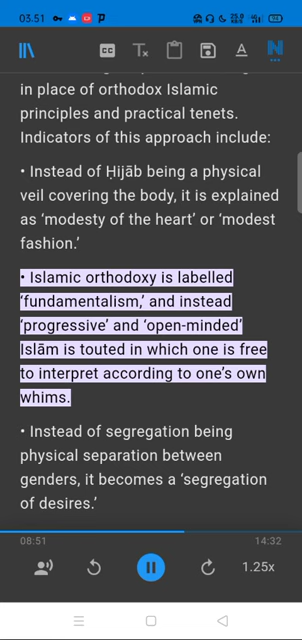 03.51
in place of orthodox Islamic
principles and practical tenets.
Indicators of this approach include:
• Instead of Ḥijāb being a physical
veil covering the body, it is explained
as ‘modesty of the heart’ or ‘modest
fashion.’
• Islamic orthodoxy is labelled
‘fundamentalism,’ and instead
‘progressive’ and ‘open-minded’
Islām is touted in which one is free
to interpret according to one’s own
whims.
• Instead of segregation being
physical separation between
genders, it becomes a ‘segregation
of desires.’
08:51
14:32
1.25x